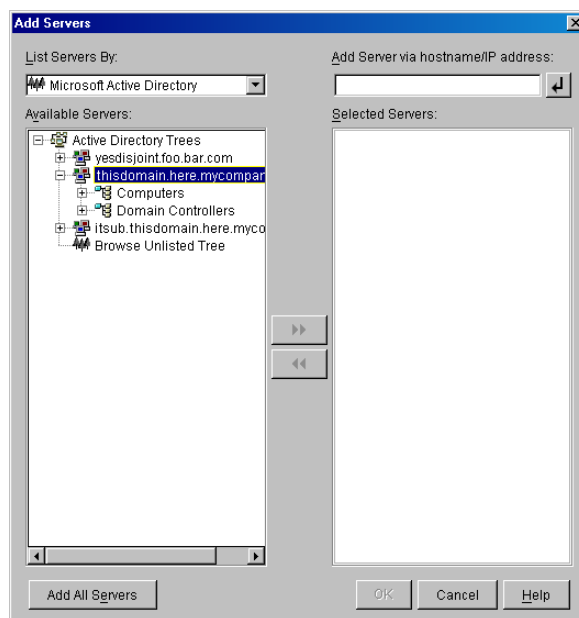 Add Servers
List Servers By:
Add Server via hostname/IP address:
Microsoft Active Directory
Available Servers:
Selected Servers:
Active Directory Trees
yesdisjoint.foo.bar.com
thisdomain.here.mycompar
Computers
Domain Controllers
itsub.thisdomain.here.myco
Browse Unlisted Tree
Add All Servers
OK
Cancel
Help